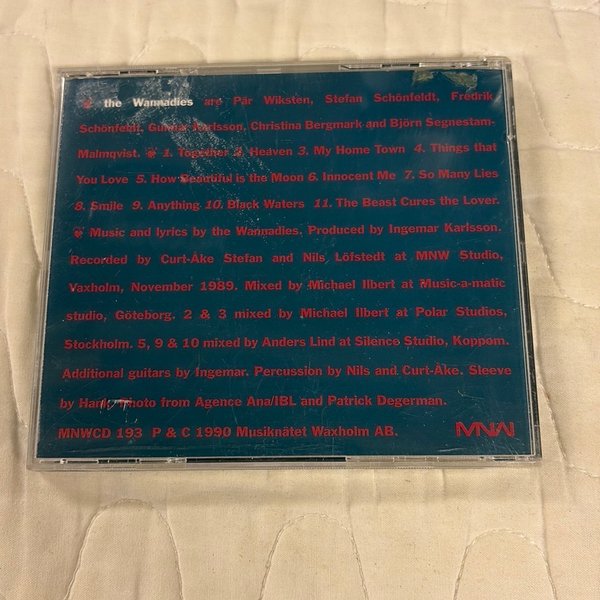 ❦ the Wannadies are Pär Wiksten, Stefan Schönfeldt, Fredrik
Schönfeldt, Gunnar Karlsson, Christina Bergmark and Björn Segnestam-
Malmqvist. ❦ 1. Together 2. Heaven 3. My Home Town 4. Things that
You Love 5. How Beautiful is the Moon 6. Innocent Me 7. So Many Lies
8. Smile 9. Anything 10. Black Waters 11. The Beast Cures the Lover.
❦ Music and lyrics by the Wannadies. Produced by Ingemar Karlsson.
Recorded by Curt-Åke Stefan and Nils Löfstedt at MNW Studio,
Vaxholm, November 1989. Mixed by Michael Ilbert at Music-a-matic
studio, Göteborg. 2 & 3 mixed by Michael Ilbert at Polar Studios,
Stockholm. 5, 9 & 10 mixed by Anders Lind at Silence Studio, Koppom.
Additional guitars by Ingemar. Percussion by Nils and Curt-Åke. Sleeve
by Photo from Agence Ana/IBL and Patrick Degerman.
MNWCD 193 P & C 1990 Musiknätet Waxholm AB. MNW